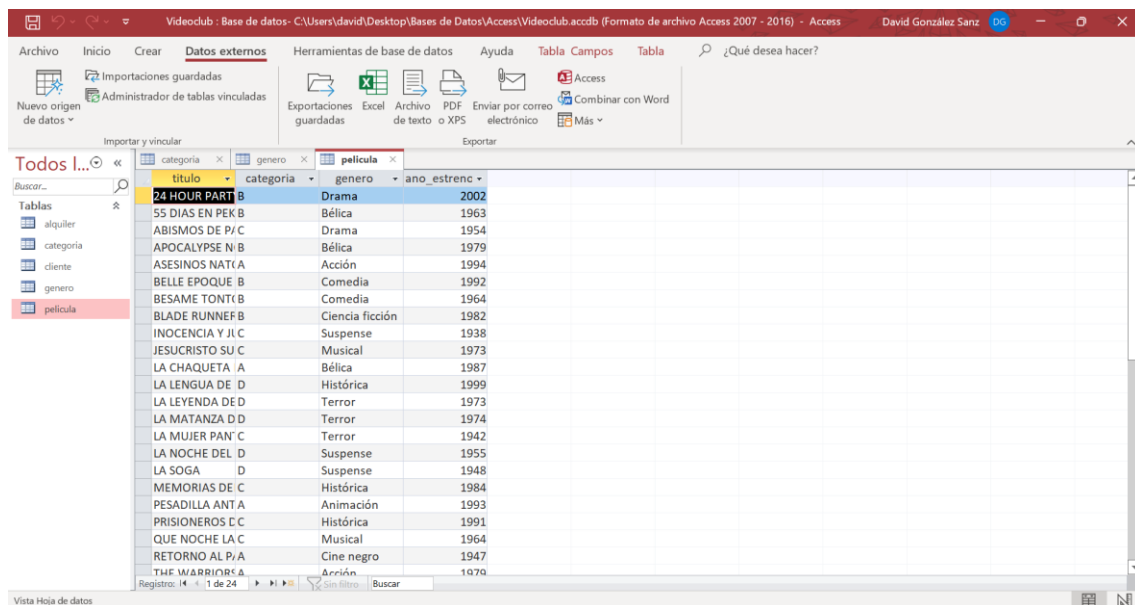 Videoclub : Base de datos- C:\Users\david\Desktop\Bases de Datos\Access\Videoclub.accdb (Formato de archivo Access 2007 - 2016) - Access David González Sanz DG
Archivo Inicio Crear Datos externos Herramientas de base de datos Ayuda Tabla Campos Tabla ¿Qué desea hacer?
Nuevo origen de datos
Importaciones guardadas
Administrador de tablas vinculadas
Exportaciones guardadas
Excel
Archivo de texto
PDF o XPS
Enviar por correo electrónico
Access
Combinar con Word
Más
Importar y vincular Exportar
Todos l... «
Buscar...
Tablas
alquiler
categoria
cliente
genero
pelicula
categoria × genero × pelicula ×
titulo categoria genero ano_estrenc
24 HOUR PARTY B Drama 2002
55 DIAS EN PEK B Bélica 1963
ABISMOS DE PA C Drama 1954
APOCALYPSE N B Bélica 1979
ASESINOS NAT A Acción 1994
BELLE EPOQUE B Comedia 1992
BESAME TONT B Comedia 1964
BLADE RUNNER B Ciencia ficción 1982
INOCENCIA Y JU C Suspense 1938
JESUCRISTO SU C Musical 1973
LA CHAQUETA A Bélica 1987
LA LENGUA DE D Histórica 1999
LA LEYENDA DE D Terror 1973
LA MATANZA D D Terror 1974
LA MUJER PANT C Terror 1942
LA NOCHE DEL D Suspense 1955
LA SOGA D Suspense 1948
MEMORIAS DE C Histórica 1984
PESADILLA ANT A Animación 1993
PRISIONEROS D C Histórica 1991
QUE NOCHE LA C Musical 1964
RETORNO AL PA A Cine negro 1947
THE WARRIORS A Acción 1979
Registro: 1 de 24 Sin filtro Buscar
Vista Hoja de datos